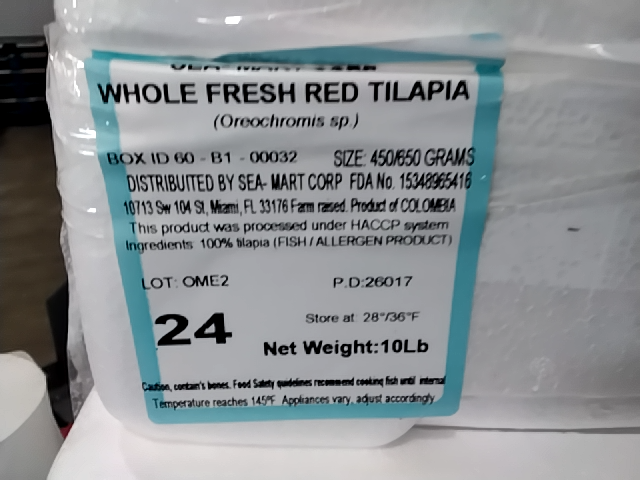 WHOLE FRESH RED TILAPIA
(Oreochromis sp.)
BOX ID 60 - B1 - 00032 SIZE: 450/650 GRAMS
DISTRIBUITED BY SEA- MART CORP FDA No. 15348965416
10713 Sw 104 St, Miami, FL 33176 Farm raised. Product of COLOMBIA
This product was processed under HACCP system
Ingredients 100% tilapia (FISH / ALLERGEN PRODUCT)
LOT: OME2 P.D:26017
24 Store at: 28°/36°F
Net Weight:10Lb
Caution, contain's bones. Food Safety guidelines recommend cooking fish until internal
Temperature reaches 145ºF Appliances vary, adjust accordingly